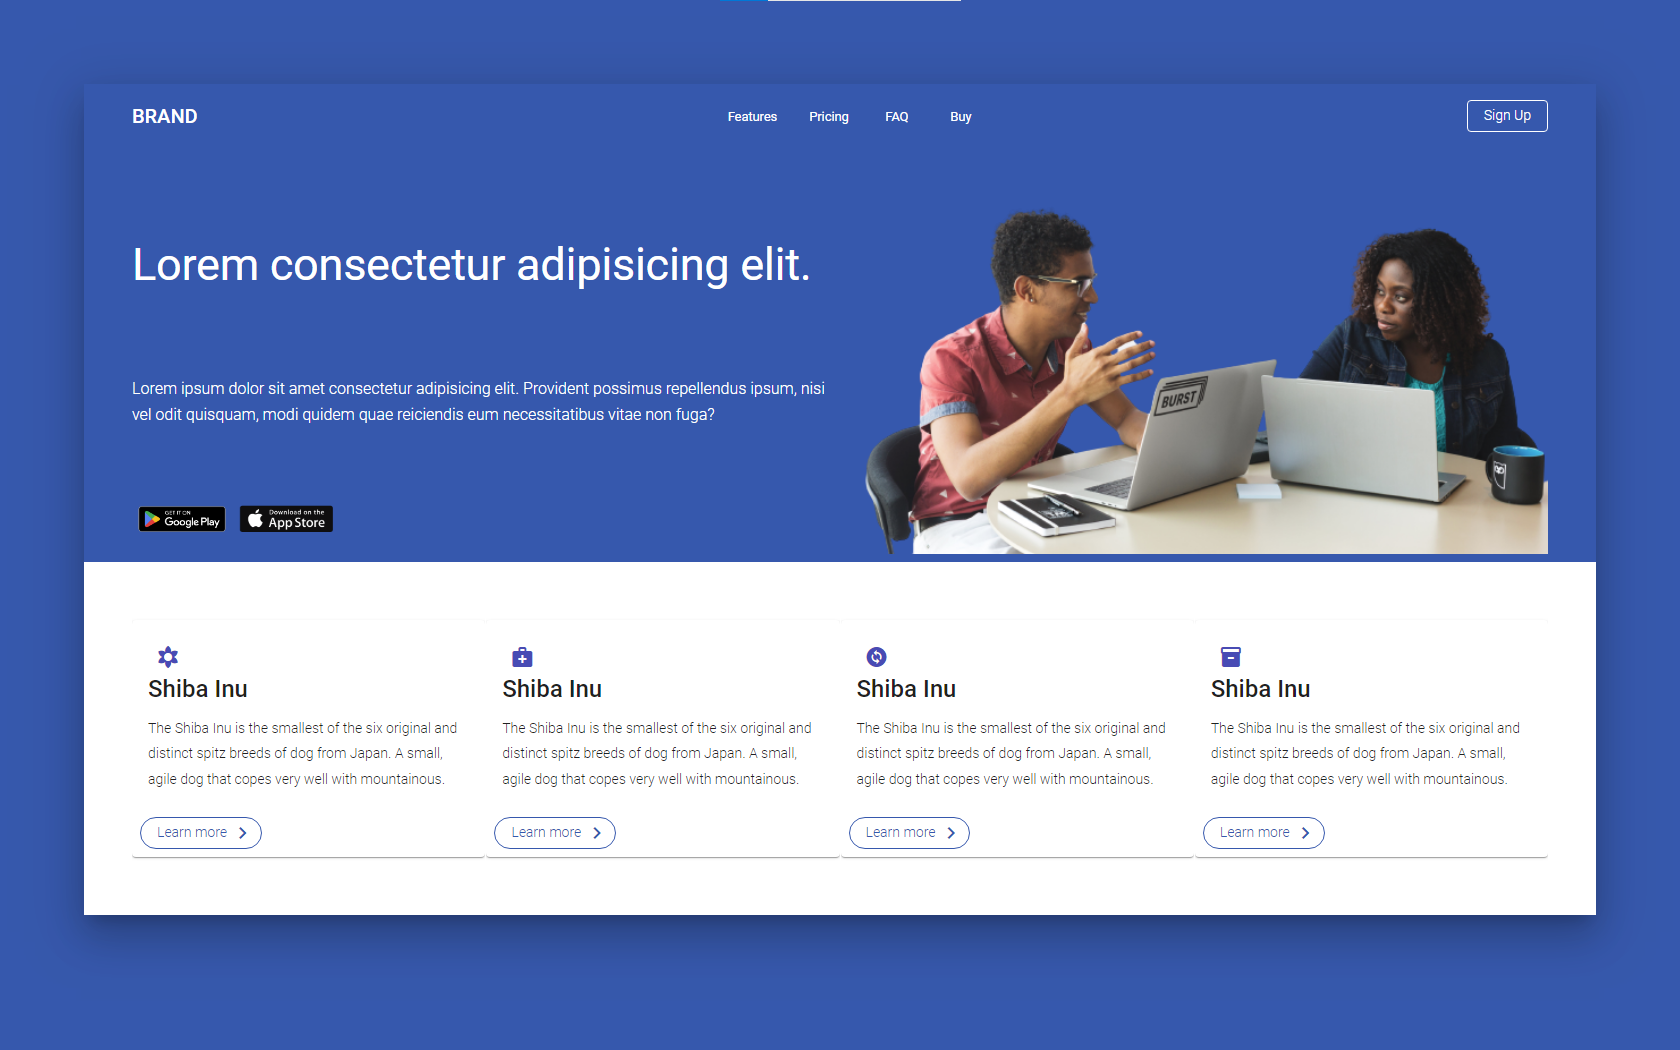 BRAND
Features Pricing FAQ Buy
Sign Up
Lorem consectetur adipisicing elit.
Lorem ipsum dolor sit amet consectetur adipisicing elit. Provident possimus repellendus ipsum, nisi
vel odit quisquam, modi quidem quae reiciendis eum necessitatibus vitae non fuga?
GET IT ON
Google Play
Download on the
App Store
BURST
Shiba Inu
The Shiba Inu is the smallest of the six original and
distinct spitz breeds of dog from Japan. A small,
agile dog that copes very well with mountainous.
Learn more
Shiba Inu
The Shiba Inu is the smallest of the six original and
distinct spitz breeds of dog from Japan. A small,
agile dog that copes very well with mountainous.
Learn more
Shiba Inu
The Shiba Inu is the smallest of the six original and
distinct spitz breeds of dog from Japan. A small,
agile dog that copes very well with mountainous.
Learn more
Shiba Inu
The Shiba Inu is the smallest of the six original and
distinct spitz breeds of dog from Japan. A small,
agile dog that copes very well with mountainous.
Learn more